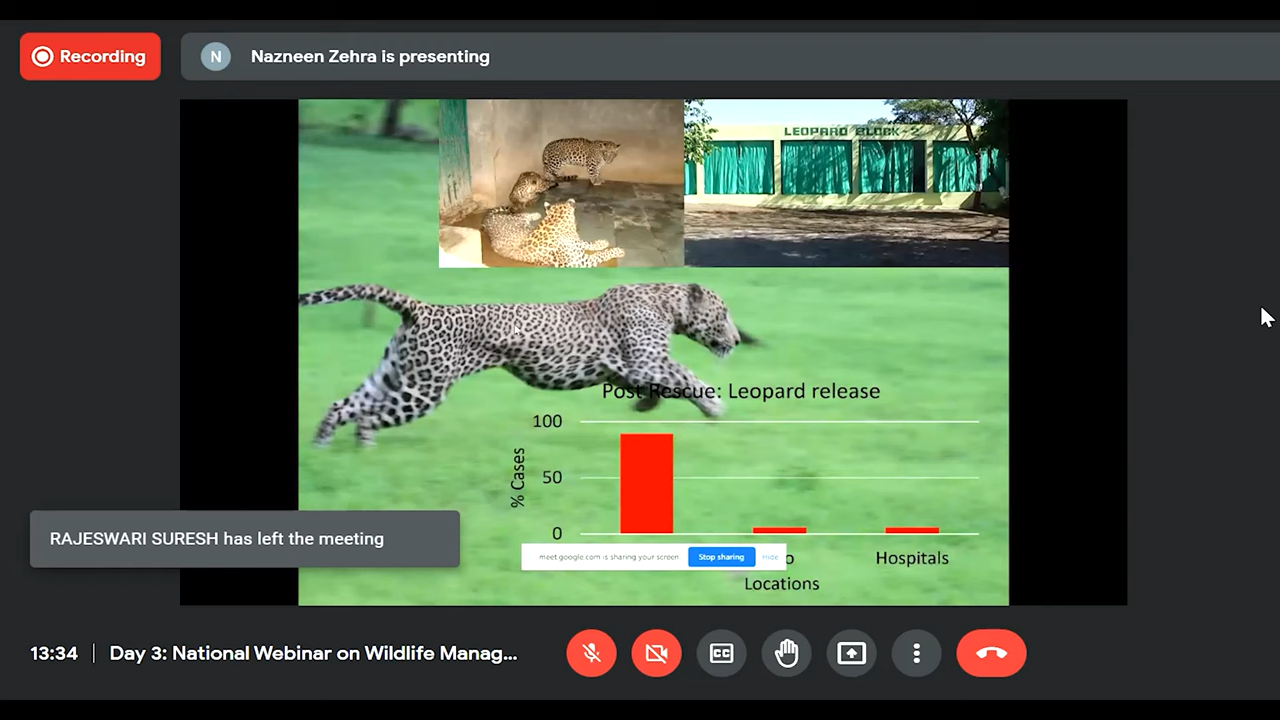 Recording
N
Nazneen Zehra is presenting
LEOPARD BLOCK-2
Post Rescue: Leopard release
100
% Cases
50
0
RAJESWARI SURESH has left the meeting
meet.google.com is sharing your screen
Stop sharing
Hide
Hospitals
Locations
13:34
Day 3: National Webinar on Wildlife Manag...
CC